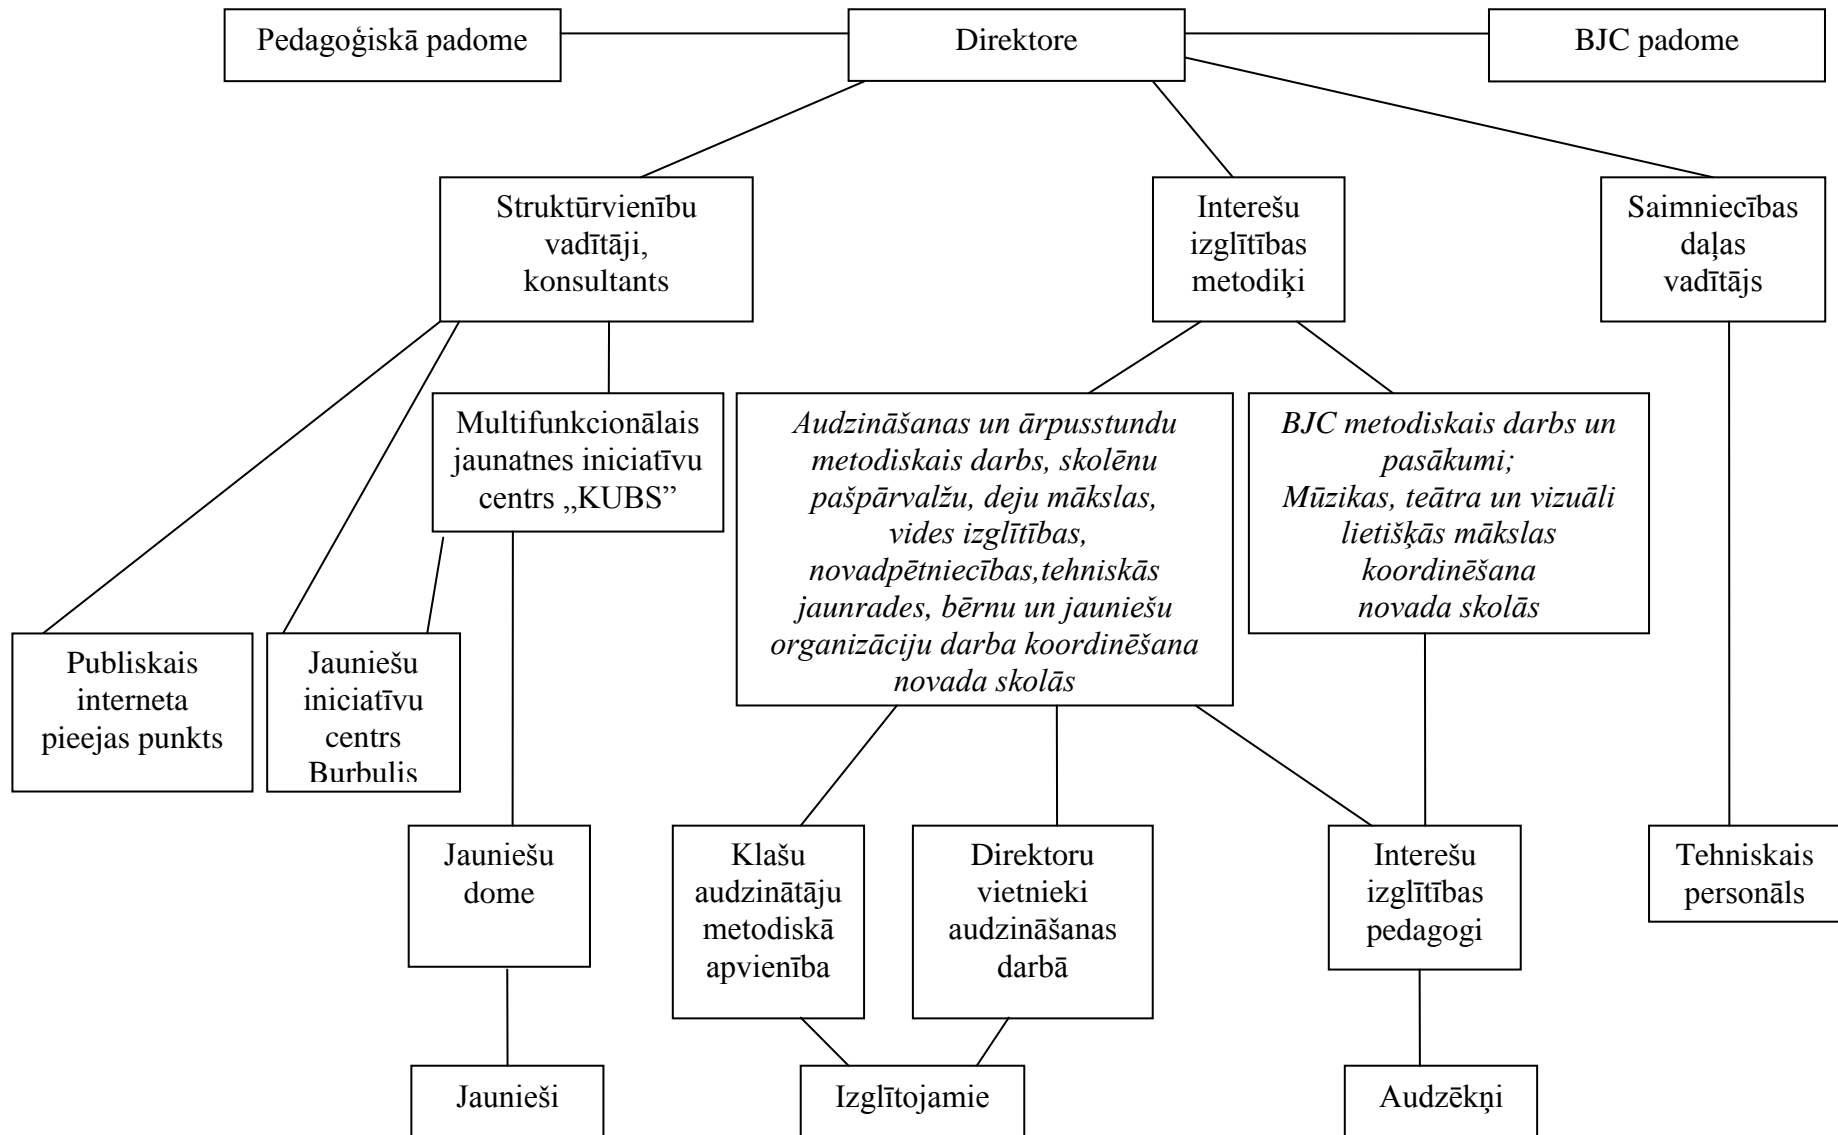 Pedagoģiskā padome
Direktore
BJC padome
Struktūrvienību
vadītāji,
konsultants
Interešu
izglītības
metodiķi
Saimniecības
daļas
vadītājs
Multifunkcionālais
jaunatnes iniciatīvu
centrs „KUBS”
Audzināšanas un ārpusstundu
metodiskais darbs, skolēnu
pašpārvalžu, deju mākslas,
vides izglītības,
novadpētniecības,tehniskās
jaunrades, bērnu un jauniešu
organizāciju darba koordinēšana
novada skolās
BJC metodiskais darbs un
pasākumi;
Mūzikas, teātra un vizuāli
lietišķās mākslas
koordinēšana
novada skolās
Publiskais
interneta
pieejas punkts
Jauniešu
iniciatīvu
centrs
Burbulis
Jauniešu
dome
Klašu
audzinātāju
metodiskā
apvienība
Direktoru
vietnieki
audzināšanas
darbā
Interešu
izglītības
pedagogi
Tehniskais
personāls
Jaunieši
Izglītojamie
Audzēkņi